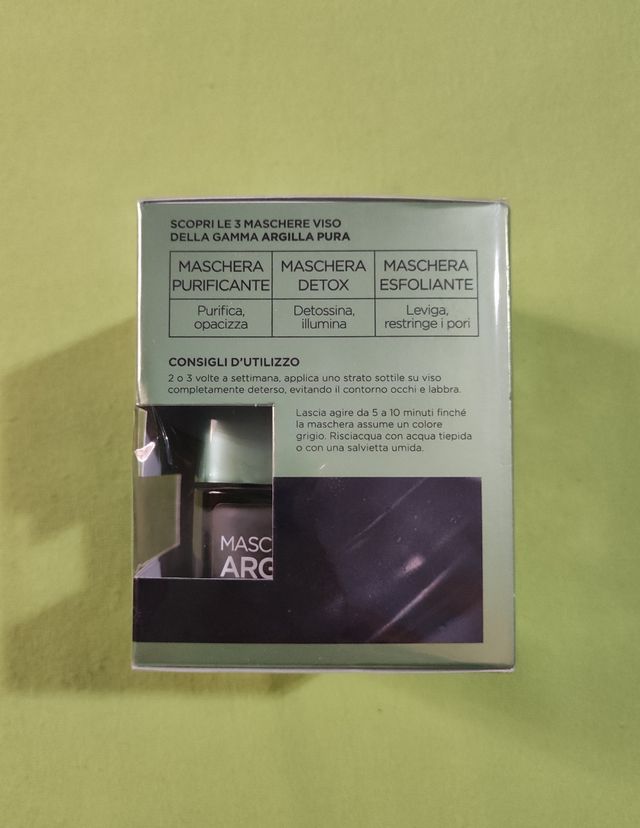 SCOPRI LE 3 MASCHERE VISO
DELLA GAMMA ARGILLA PURA
MASCHERA
PURIFICANTE
MASCHERA
DETOX
MASCHERA
ESFOLIANTE
Purifica,
opacizza
Detossina,
illumina
Leviga,
restringe i pori
CONSIGLI D'UTILIZZO
2 o 3 volte a settimana, applica uno strato sottile su viso
completamente deterso, evitando il contorno occhi e labbra.
Lascia agire da 5 a 10 minuti finché
la maschera assume un colore
grigio. Risciacqua con acqua tiepida
o con una salvietta umida.
MASC
ARG